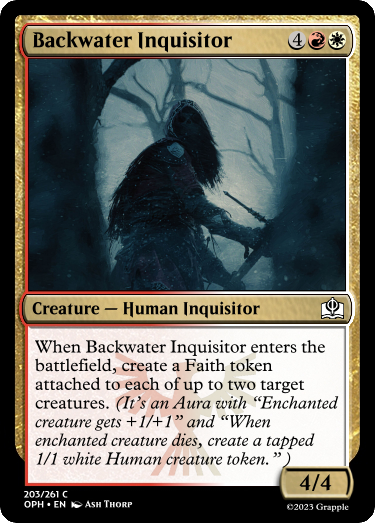 Backwater Inquisitor 4
Creature — Human Inquisitor
When Backwater Inquisitor enters the
battlefield, create a Faith token
attached to each of up to two target
creatures. (It's an Aura with “Enchanted
creature gets +1/+1” and “When
enchanted creature dies, create a tapped
1/1 white Human creature token.” )
4/4
203/261 C
OPH • EN Ash Thorp
©2023 Grapple